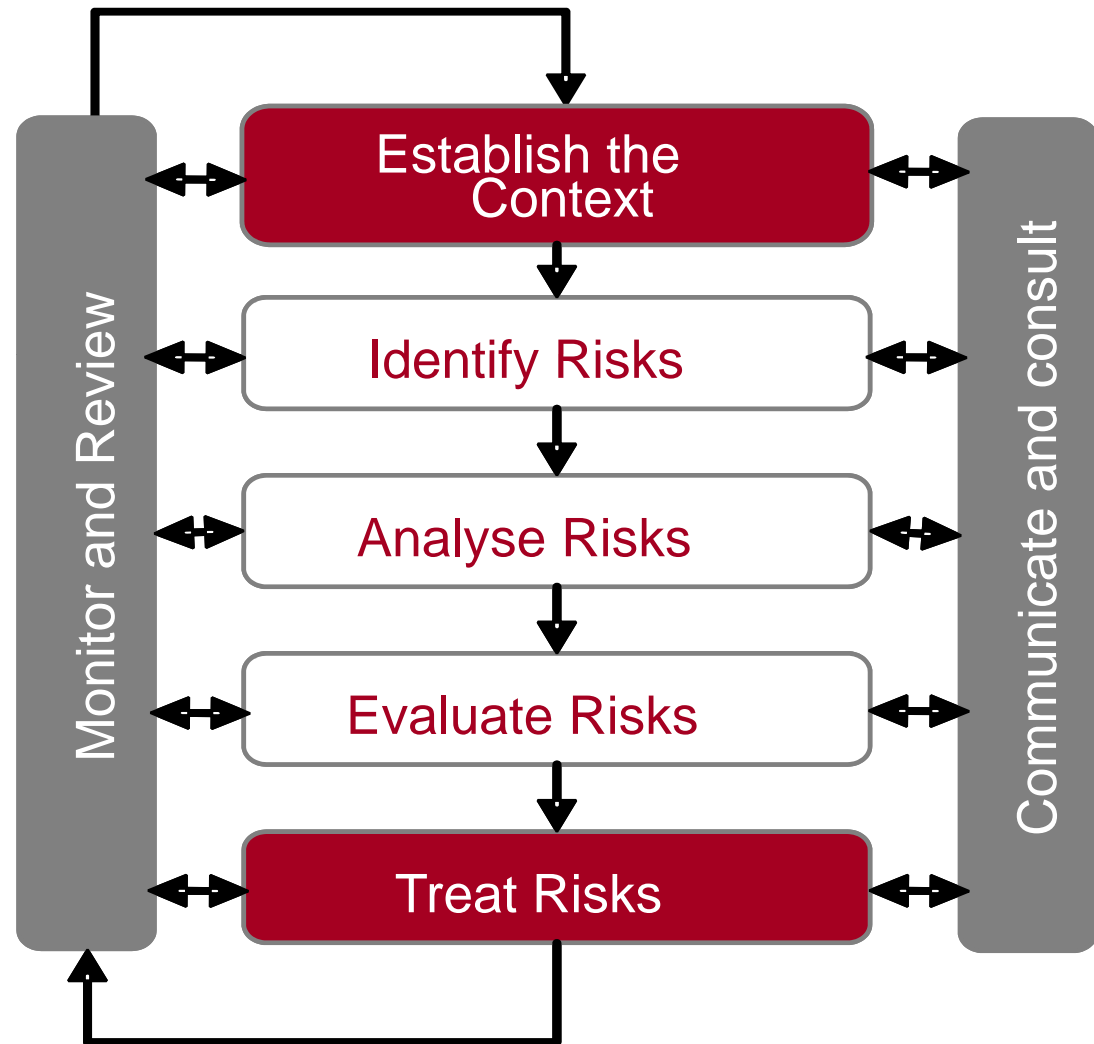 Establish the
Context
Identify Risks
Analyse Risks
Evaluate Risks
Treat Risks
Monitor and Review
Communicate and consult